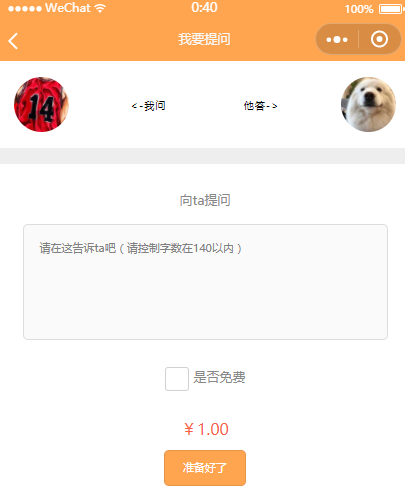 ●●●●● WeChat 0:40 100%
我要提问
14 <-我问 他答->
向ta提问
请在这告诉ta吧（请控制字数在140以内）
是否免费
￥1.00
准备好了